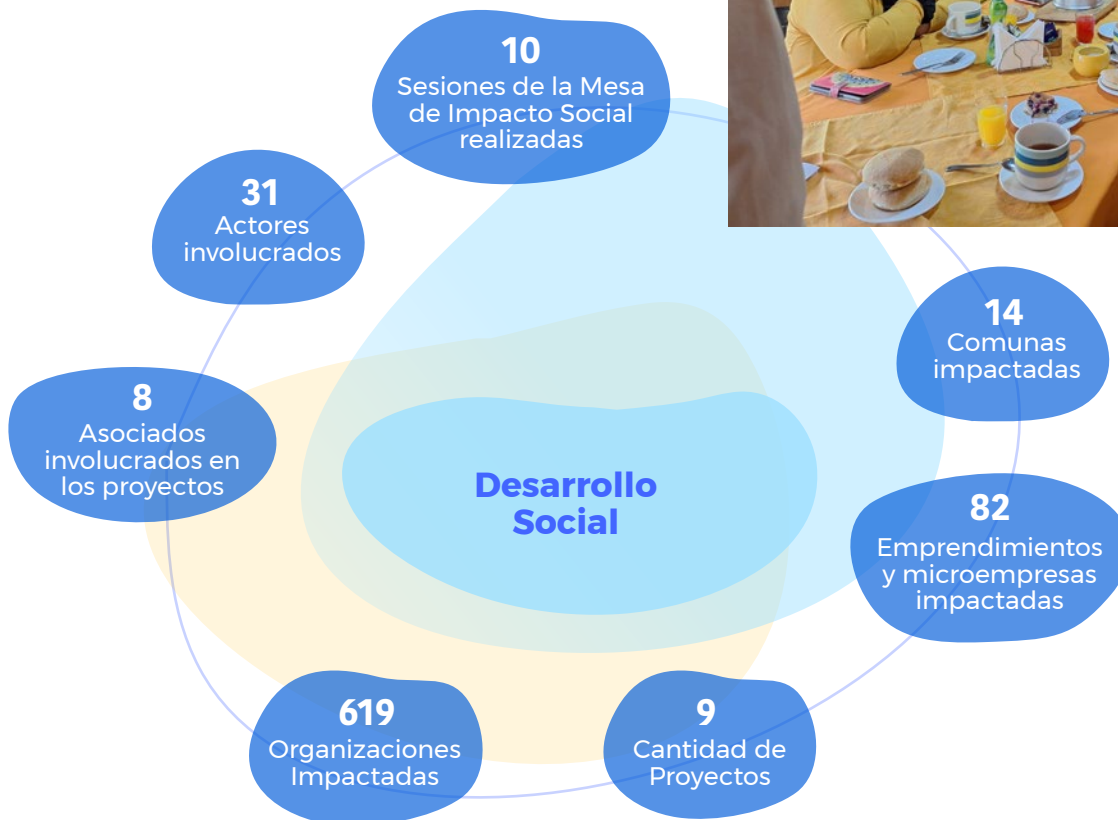 10
Sesiones de la Mesa
de Impacto Social
realizadas
31
Actores
involucrados
14
Comunas
impactadas
8
Asociados
involucrados en
los proyectos
Desarrollo
Social
82
Emprendimientos
y microempresas
impactadas
619
Organizaciones
Impactadas
9
Cantidad de
Proyectos